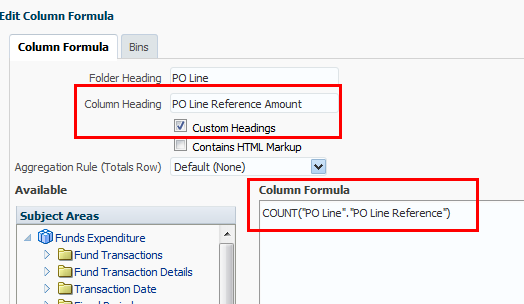 Edit Column Formula
Column Formula
Bins
Folder Heading PO Line
Column Heading PO Line Reference Amount
Custom Headings
Contains HTML Markup
Aggregation Rule (Totals Row) Default (None)
Available
Subject Areas
Funds Expenditure
Fund Transactions
Fund Transaction Details
Transaction Date
Column Formula
COUNT("PO Line"."PO Line Reference")